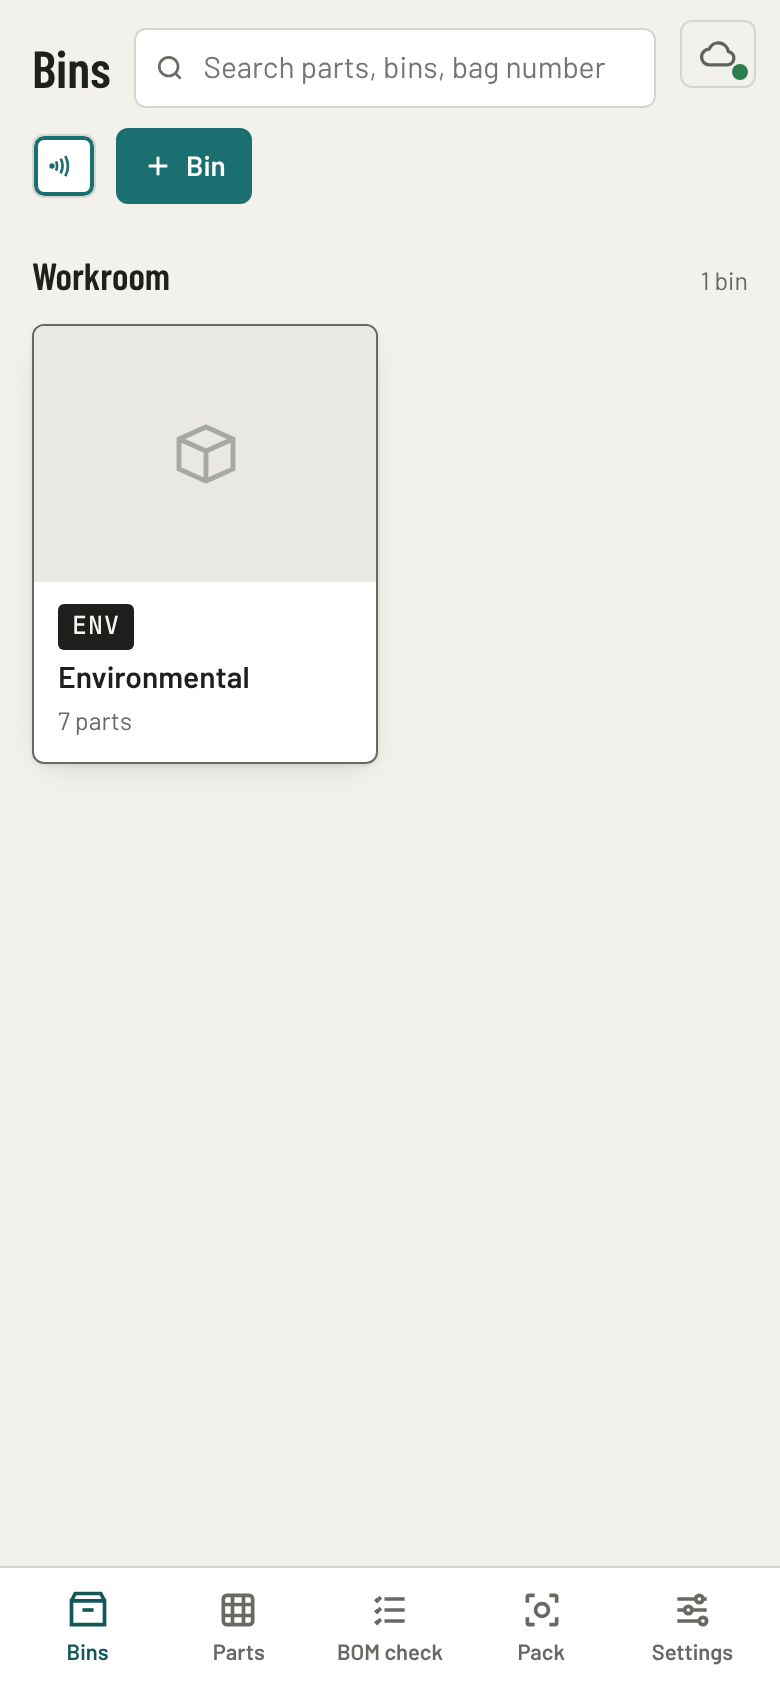 Bins
Search parts, bins, bag number
Bin
Workroom
1 bin
ENV
Environmental
7 parts
Bins
Parts
BOM check
Pack
Settings